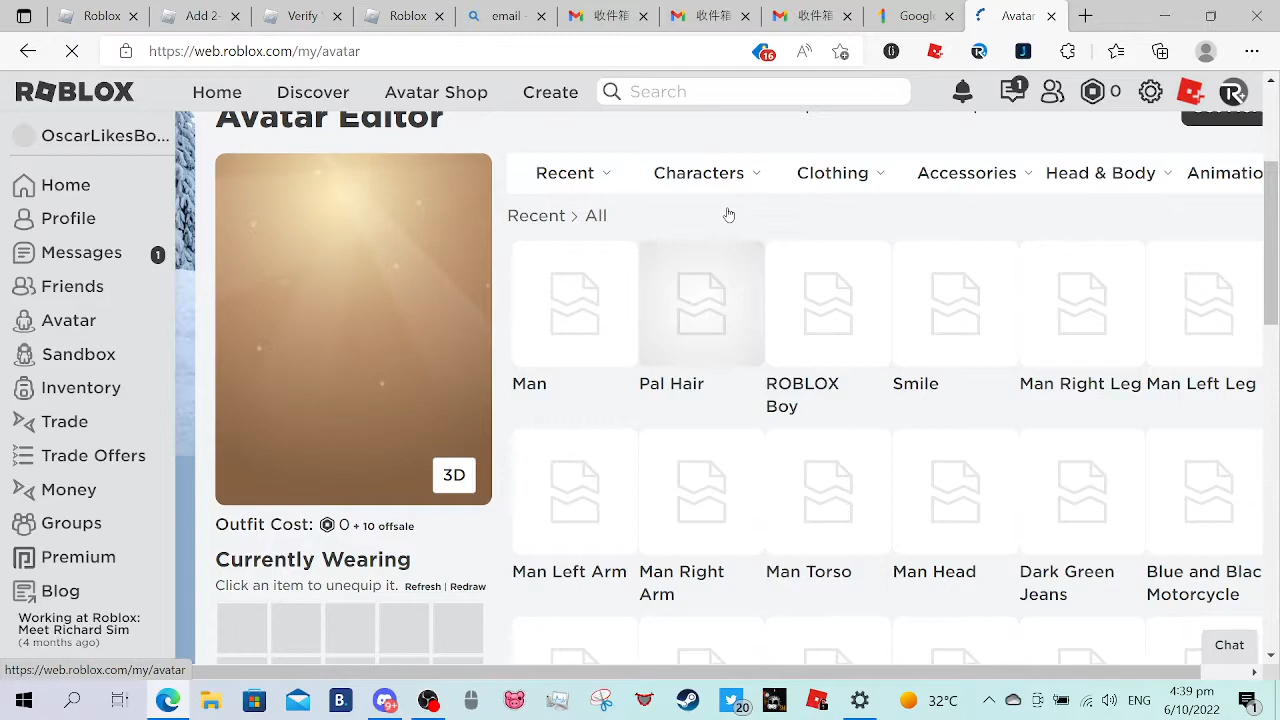 Add 2-
Verify
Roblox
email -
收件箱
收件箱
收件箱
Google
Avatar
https://web.roblox.com/my/avatar
16
ROBLOX
Home
Discover
Avatar Shop
Create
Search
1
0
OscarLikesBo...
Home
Profile
Messages
1
Friends
Avatar
Sandbox
Inventory
Trade
Trade Offers
Money
Groups
Premium
Blog
Working at Roblox:
Meet Richard Sim
(4 months ago)
https://web.roblox.com/my/avatar
Avatar Editor
3D
Outfit Cost: 0 + 10 offsale
Currently Wearing
Click an item to unequip it. Refresh | Redraw
Recent
Characters
Clothing
Accessories
Head & Body
Animatio
Recent > All
Man
Pal Hair
ROBLOX
Boy
Smile
Man Right Leg
Man Left Leg
Man Left Arm
Man Right
Arm
Man Torso
Man Head
Dark Green
Jeans
Blue and Blac
Motorcycle
Chat
B
9+
20
32°C
ENG
4:39 pm
6/10/2022
1